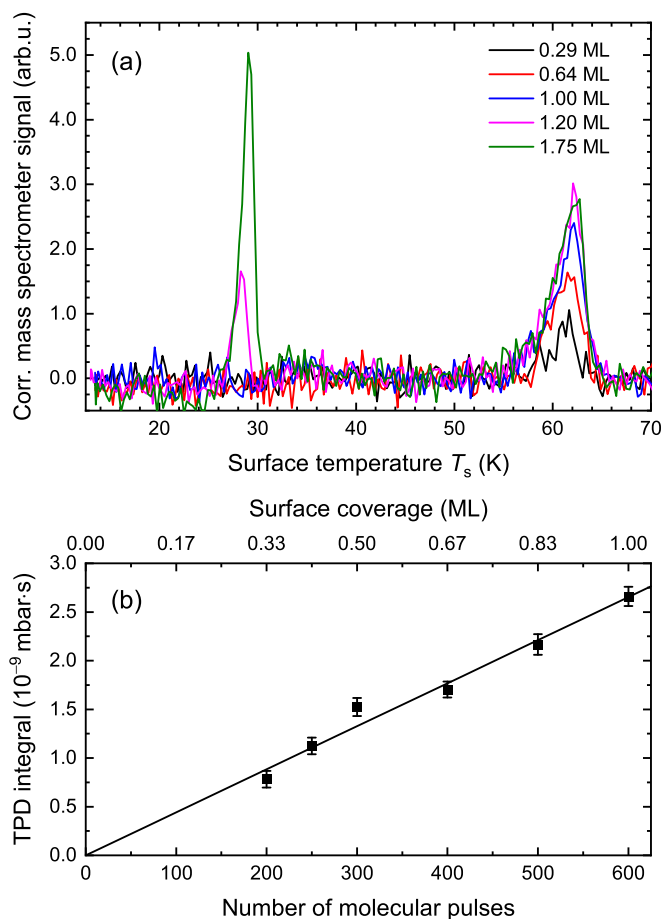 (a)
0.29 ML
0.64 ML
1.00 ML
1.20 ML
1.75 ML
Corr. mass spectrometer signal (arb.u.)
5.0
4.0
3.0
2.0
1.0
0.0
20 30 40 50 60 70
Surface temperature Tₛ (K)
Surface coverage (ML)
0.00 0.17 0.33 0.50 0.67 0.83 1.00
(b)
TPD integral (10⁻⁹ mbar·s)
3.0
2.5
2.0
1.5
1.0
0.5
0.0
0 100 200 300 400 500 600
Number of molecular pulses